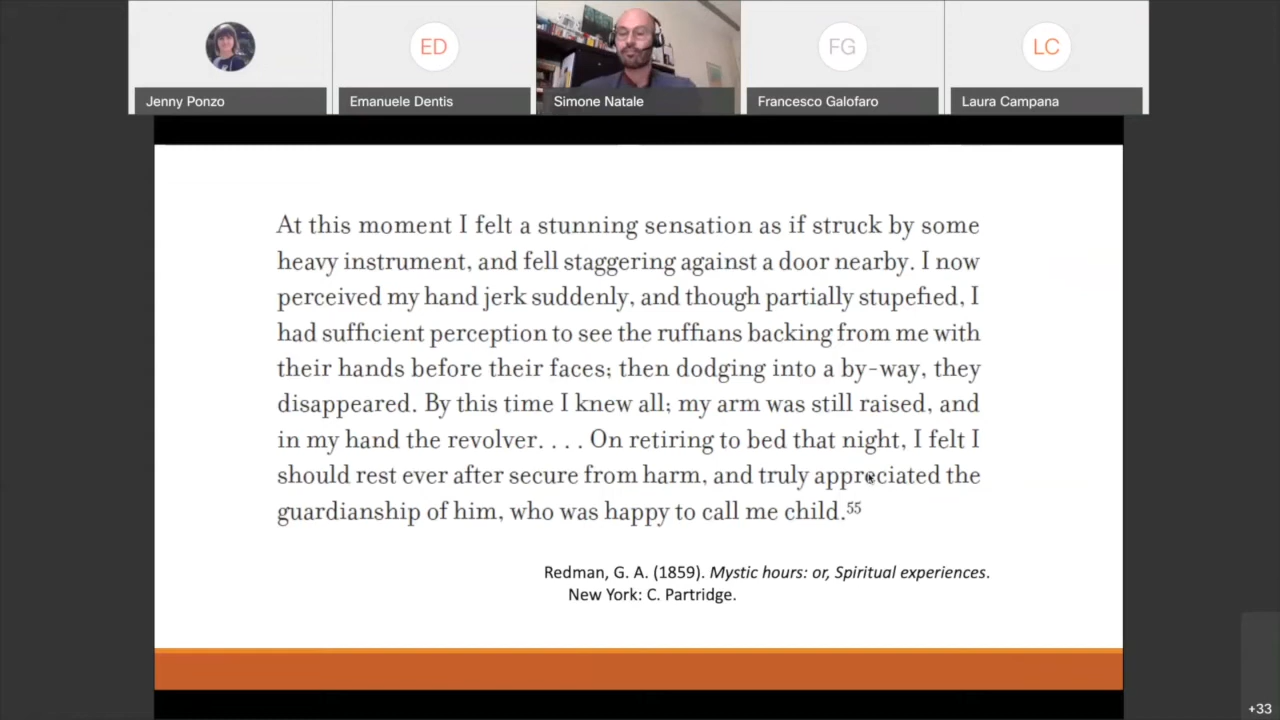 Jenny Ponzo
ED
Emanuele Dentis
Simone Natale
FG
Francesco Galofaro
LC
Laura Campana
At this moment I felt a stunning sensation as if struck by some
heavy instrument, and fell staggering against a door nearby. I now
perceived my hand jerk suddenly, and though partially stupefied, I
had sufficient perception to see the ruffians backing from me with
their hands before their faces; then dodging into a by-way, they
disappeared. By this time I knew all; my arm was still raised, and
in my hand the revolver. . . . On retiring to bed that night, I felt I
should rest ever after secure from harm, and truly appreciated the
guardianship of him, who was happy to call me child.55
Redman, G. A. (1859). Mystic hours: or, Spiritual experiences.
New York: C. Partridge.
+33